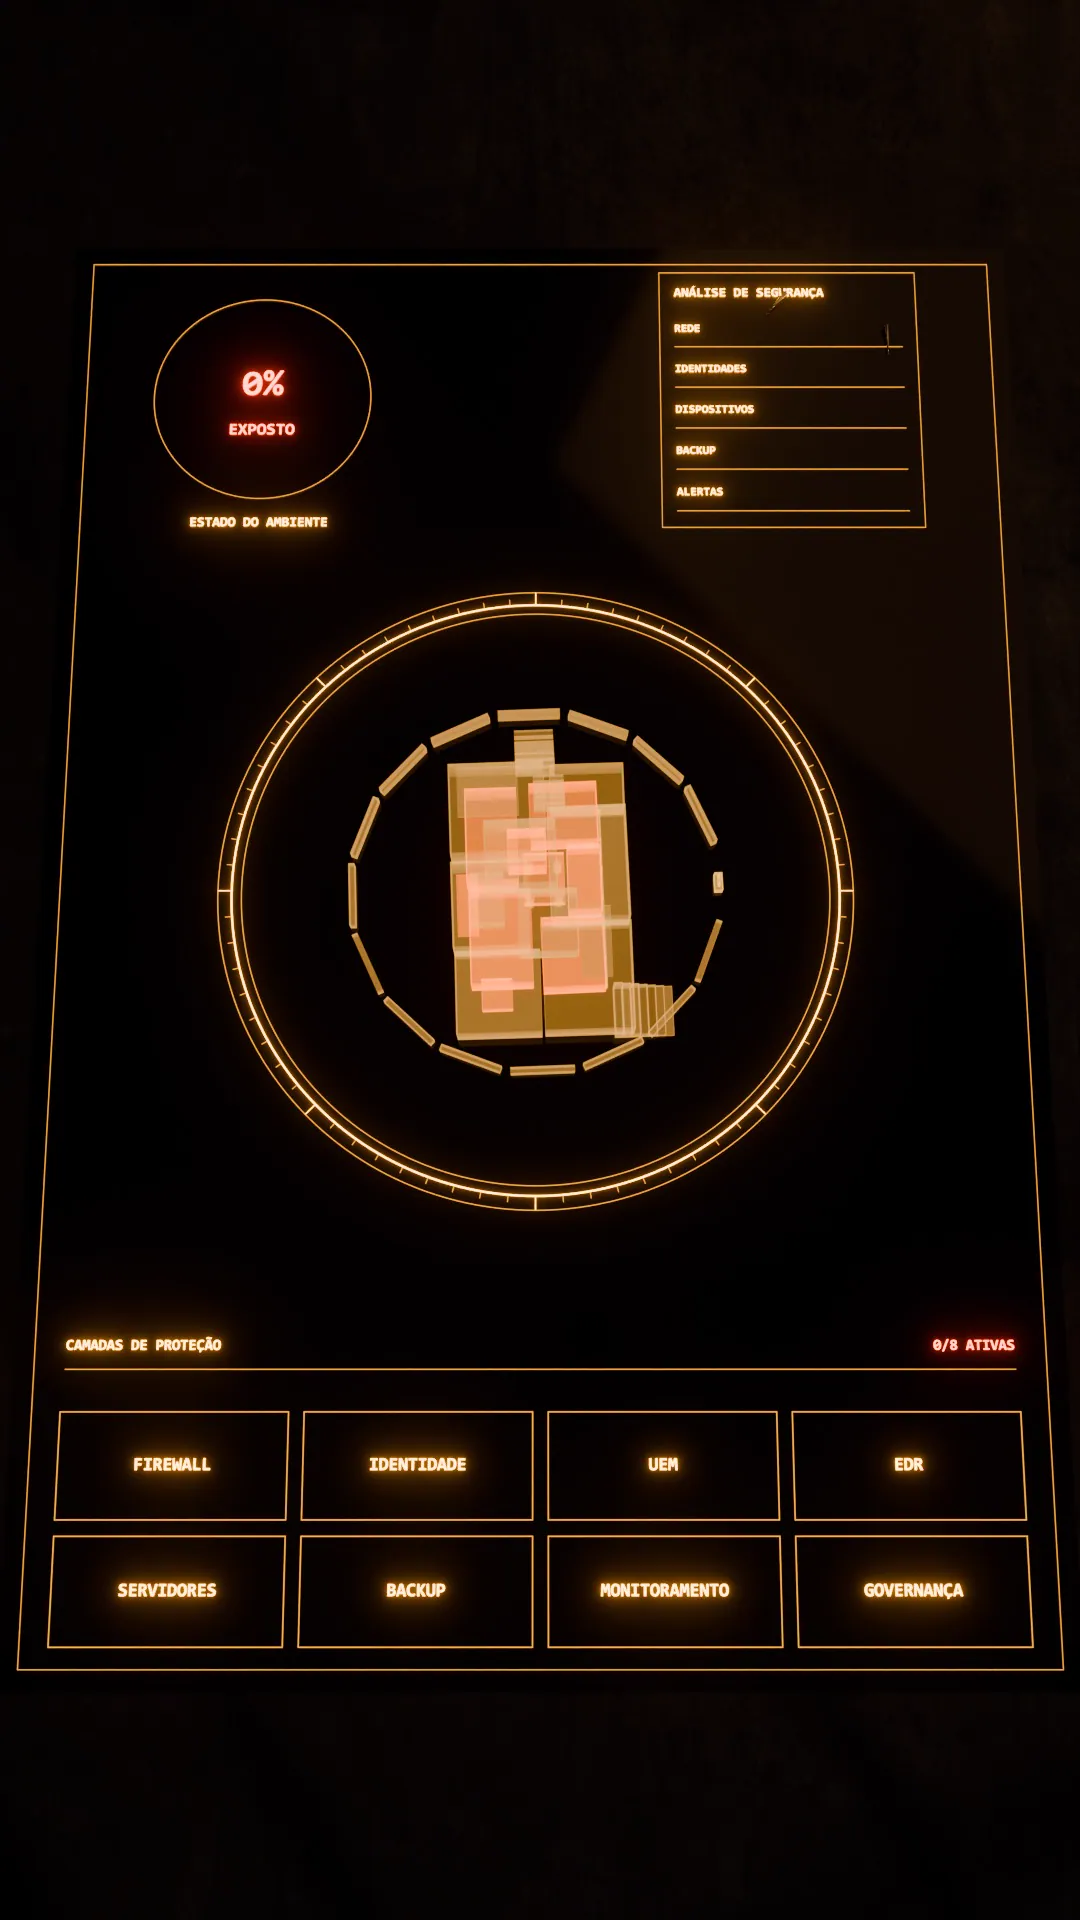 0%
EXPOSTO
ESTADO DO AMBIENTE
ANÁLISE DE SEGURANÇA
REDE
IDENTIDADES
DISPOSITIVOS
BACKUP
ALERTAS
CAMADAS DE PROTEÇÃO
0/8 ATIVAS
FIREWALL
IDENTIDADE
UEM
EDR
SERVIDORES
BACKUP
MONITORAMENTO
GOVERNANÇA